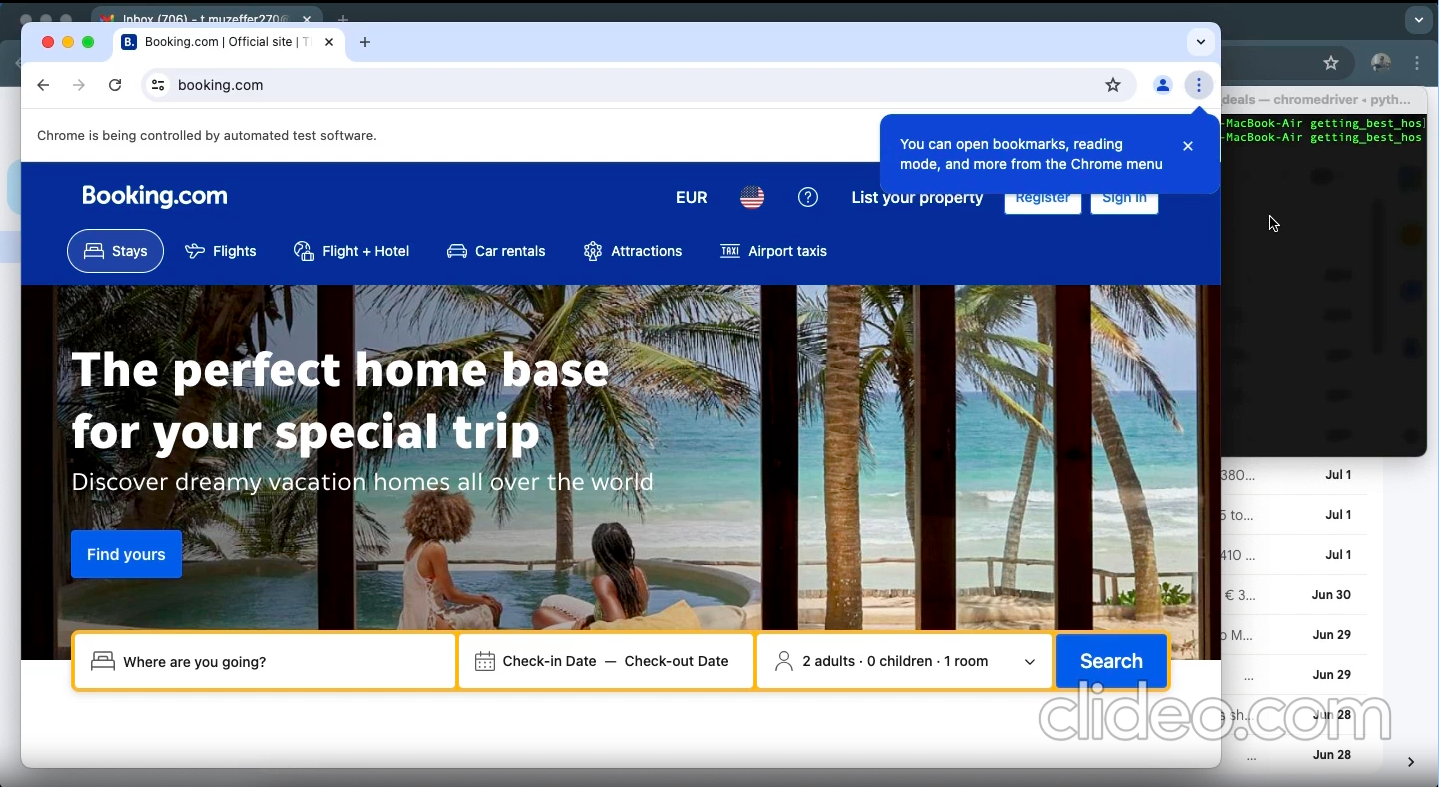 Inbox (706) - t.muzeffer270@
Booking.com | Official site | T
booking.com
Chrome is being controlled by automated test software.
You can open bookmarks, reading
mode, and more from the Chrome menu
deals — chromedriver • pyth...
-MacBook-Air getting_best_hos
-MacBook-Air getting_best_hos
Booking.com
EUR
List your property
Register
Sign in
Stays
Flights
Flight + Hotel
Car rentals
Attractions
TAXI
Airport taxis
The perfect home base
for your special trip
Discover dreamy vacation homes all over the world
Find yours
Where are you going?
Check-in Date — Check-out Date
2 adults · 0 children · 1 room
Search
380... Jul 1
5 to... Jul 1
410 ... Jul 1
€ 3... Jun 30
o M... Jun 29
... Jun 29
s sh... Jun 28
... Jun 28
clideo.com